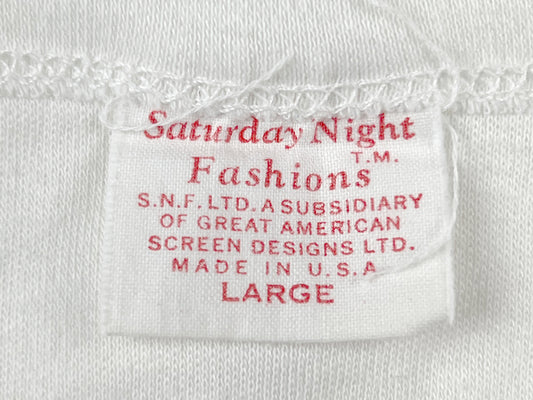 Saturday Night
T.M.
Fashions
S.N.F. LTD. A SUBSIDIARY
OF GREAT AMERICAN
SCREEN DESIGNS LTD.
MADE IN U.S.A
LARGE